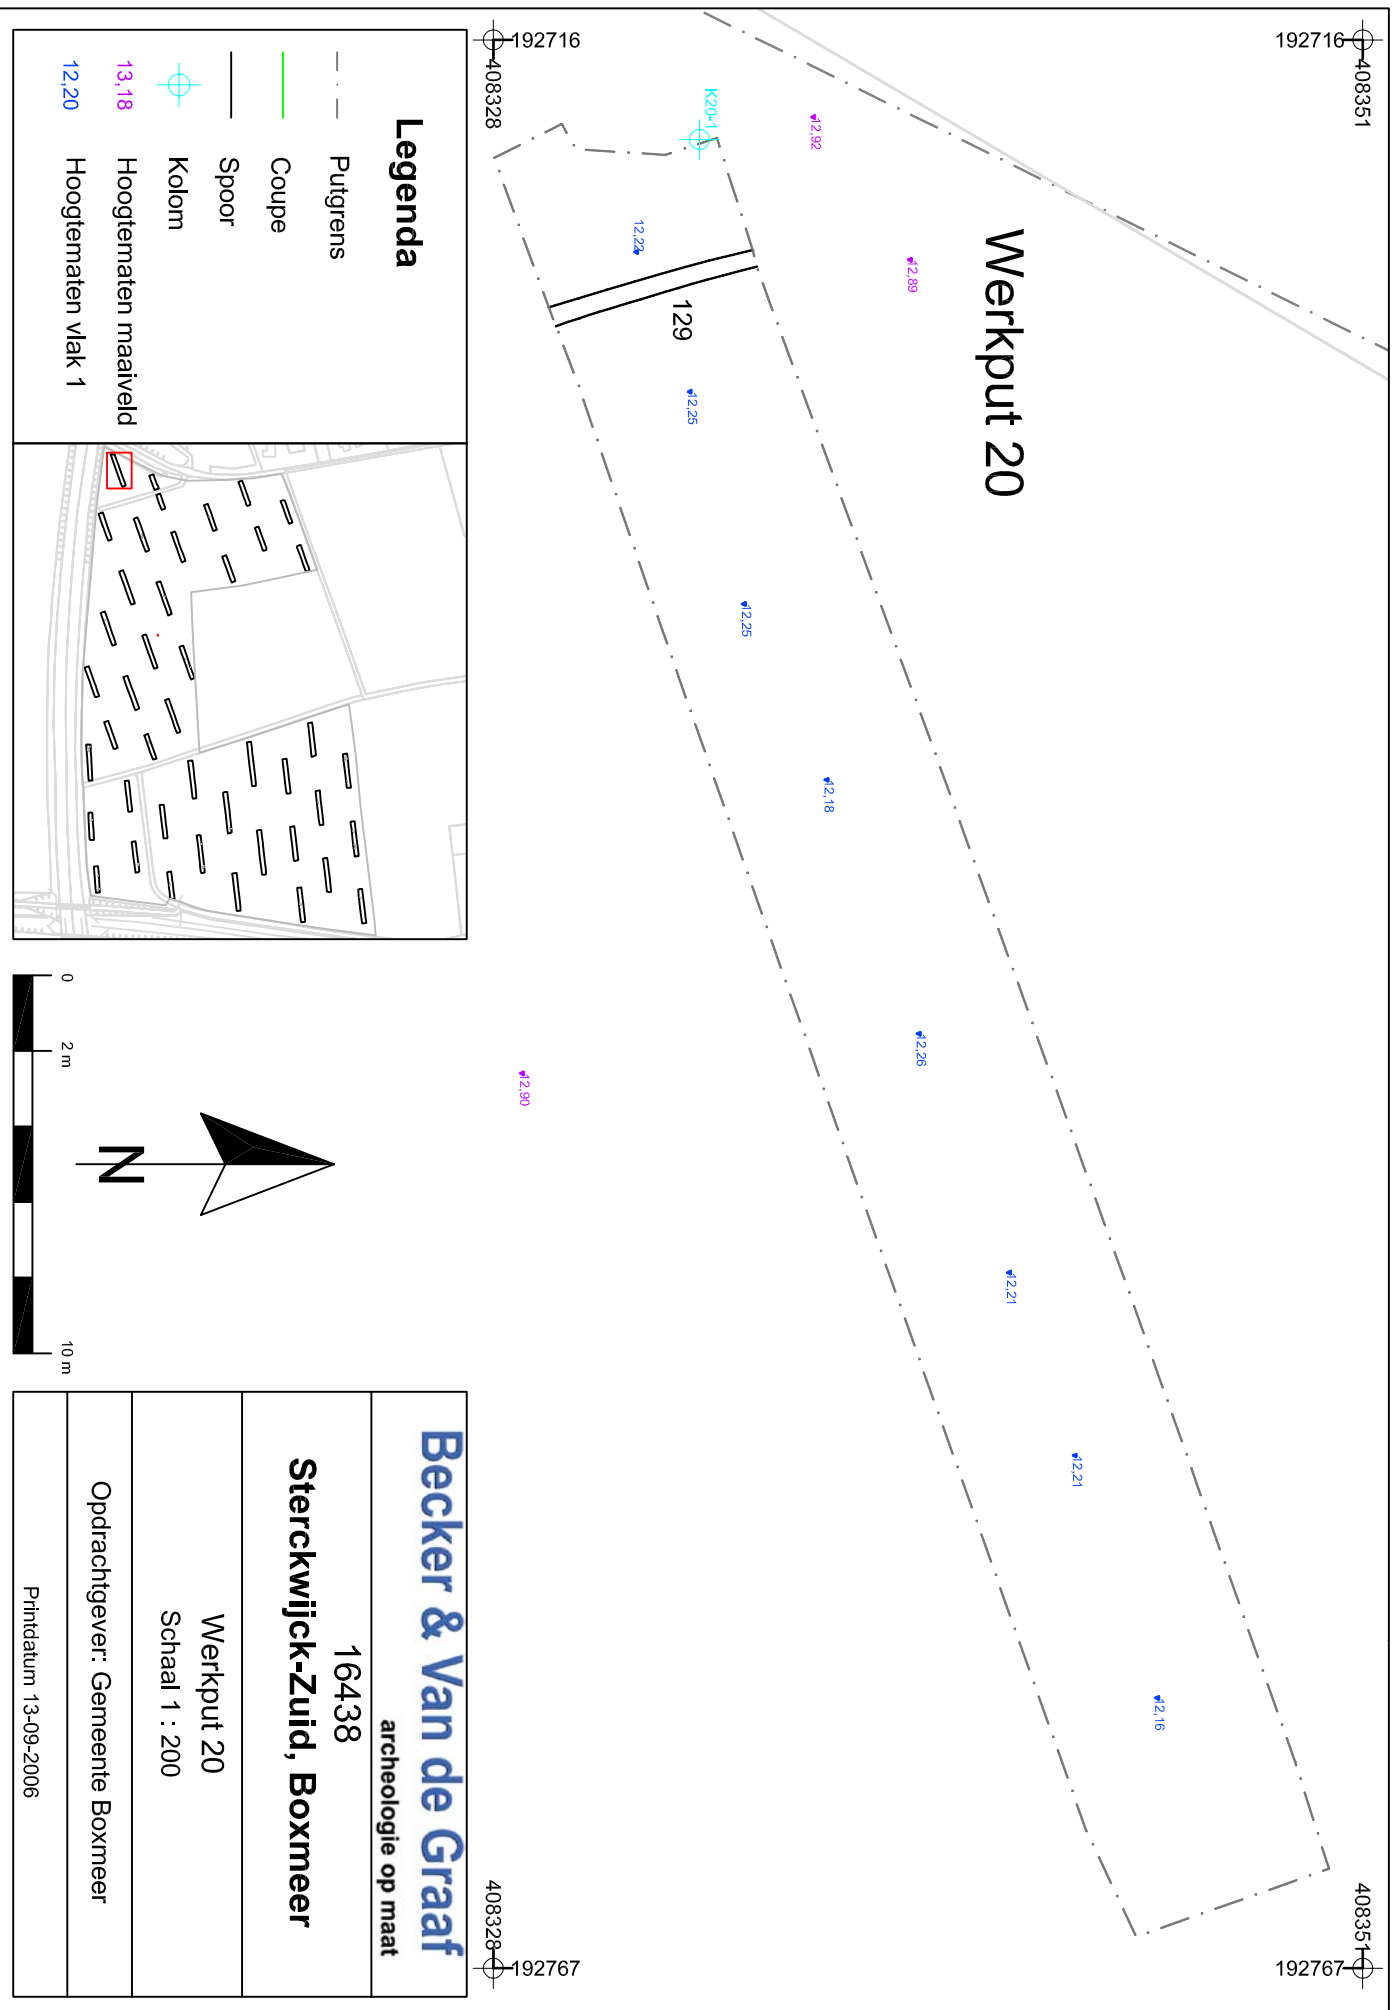 192716
408351
192716
408328
Werkput 20
12,92
12,89
K20-1
12,22
129
12,25
12,25
12,18
12,26
12,21
12,21
12,16
12,90
408351
192767
408328
192767
Legenda
Putgrens
Coupe
Spoor
Kolom
13,18 Hoogtematen maaiveld
12,20 Hoogtematen vlak 1
0 2 m 10 m
N
Becker & Van de Graaf
archeologie op maat
16438
Sterckwijck-Zuid, Boxmeer
Werkput 20
Schaal 1 : 200
Opdrachtgever: Gemeente Boxmeer
Printdatum 13-09-2006